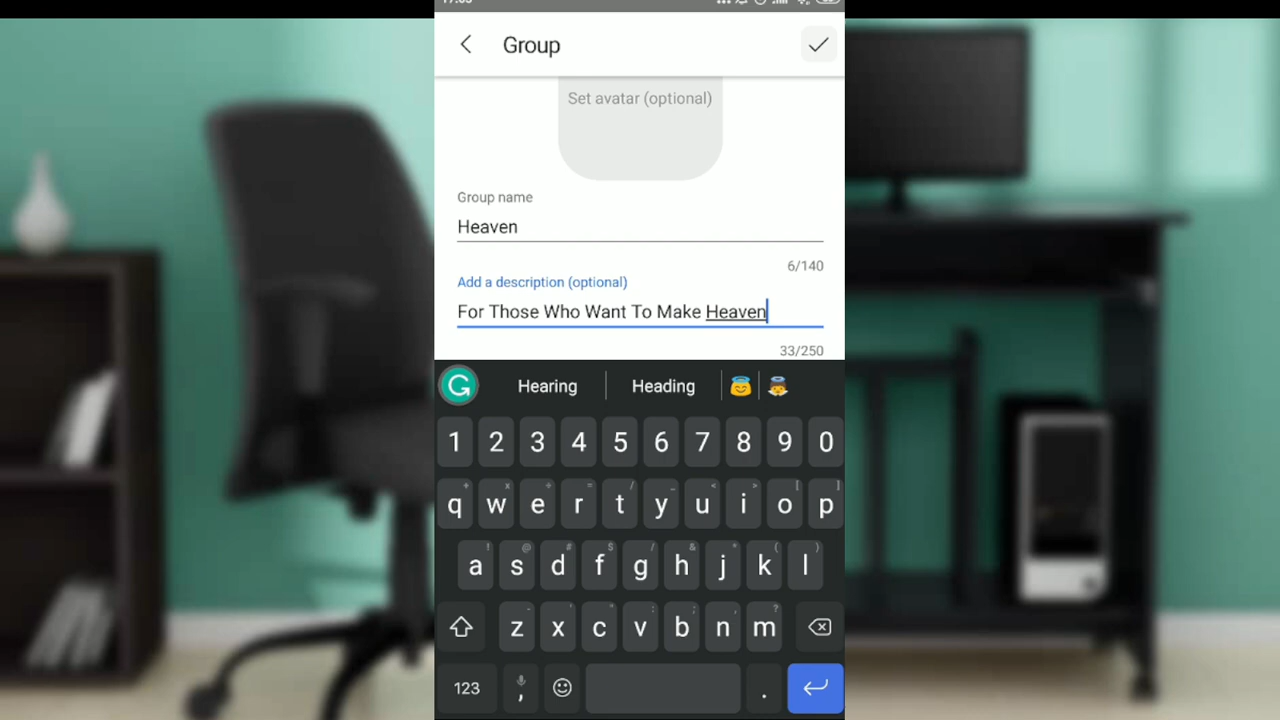 Group
Set avatar (optional)
Group name
Heaven
6/140
Add a description (optional)
For Those Who Want To Make Heaven
33/250
Hearing Heading
1 2 3 4 5 6 7 8 9 0
q w e r t y u i o p
a s d f g h j k l
z x c v b n m
123 , .